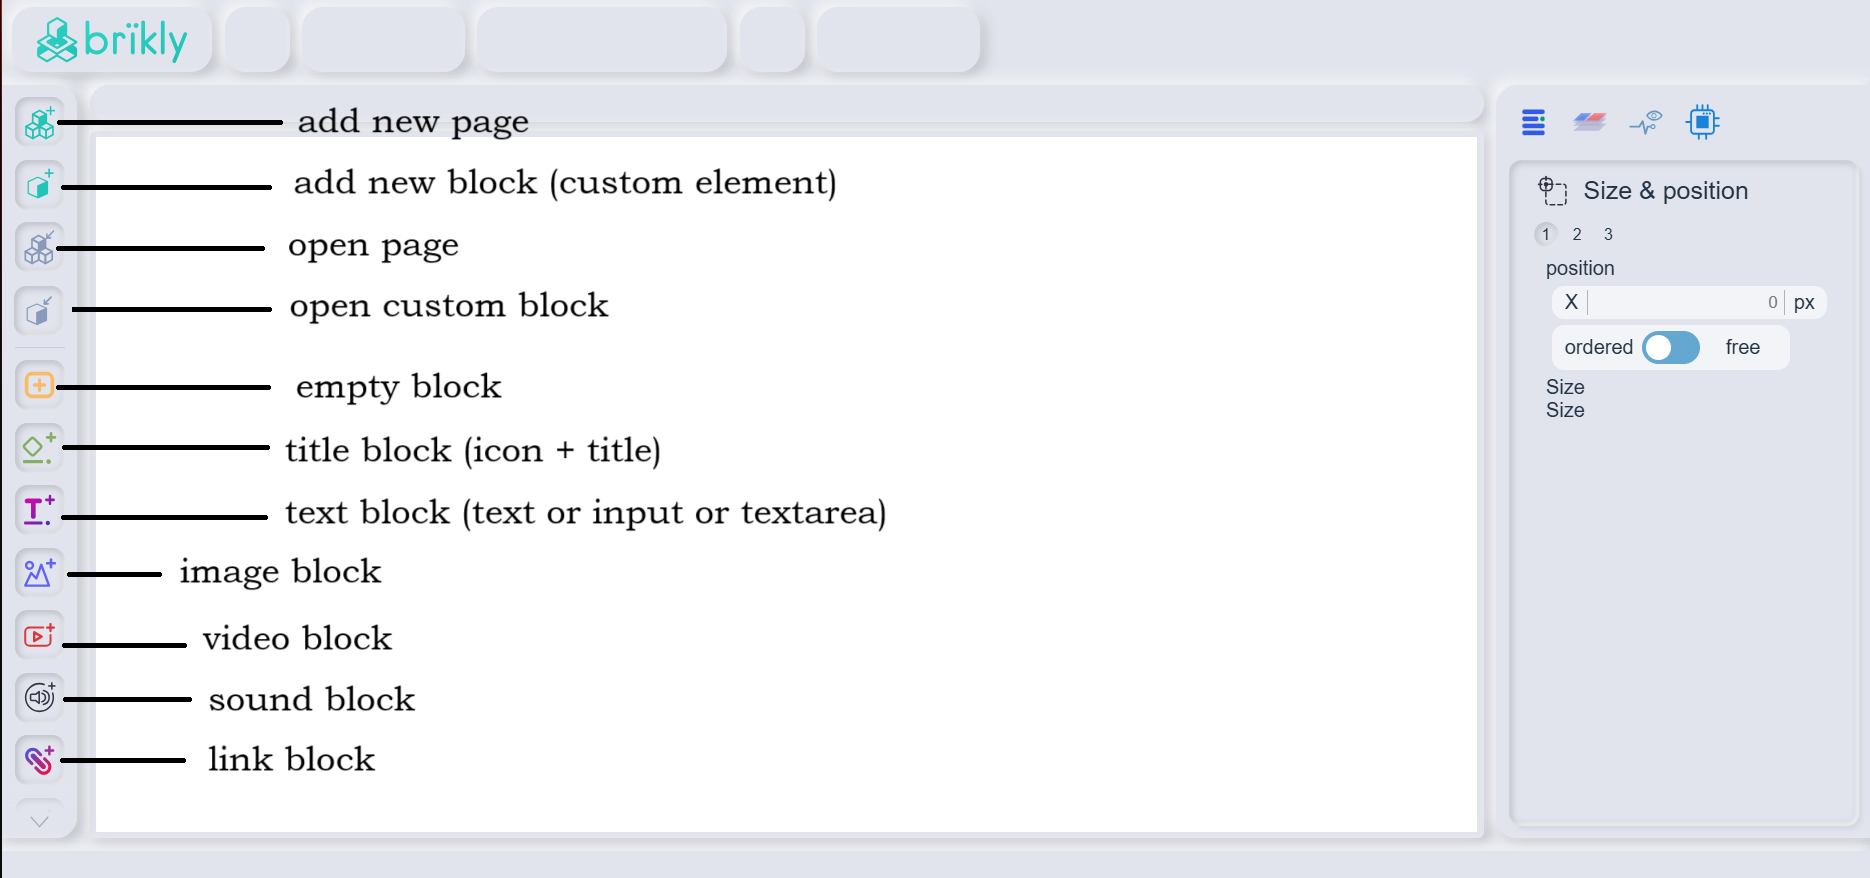 brïkly
add new page
add new block (custom element)
open page
open custom block
empty block
title block (icon + title)
text block (text or input or textarea)
image block
video block
sound block
link block
Size & position
1 2 3
position
X 0 px
ordered free
Size
Size